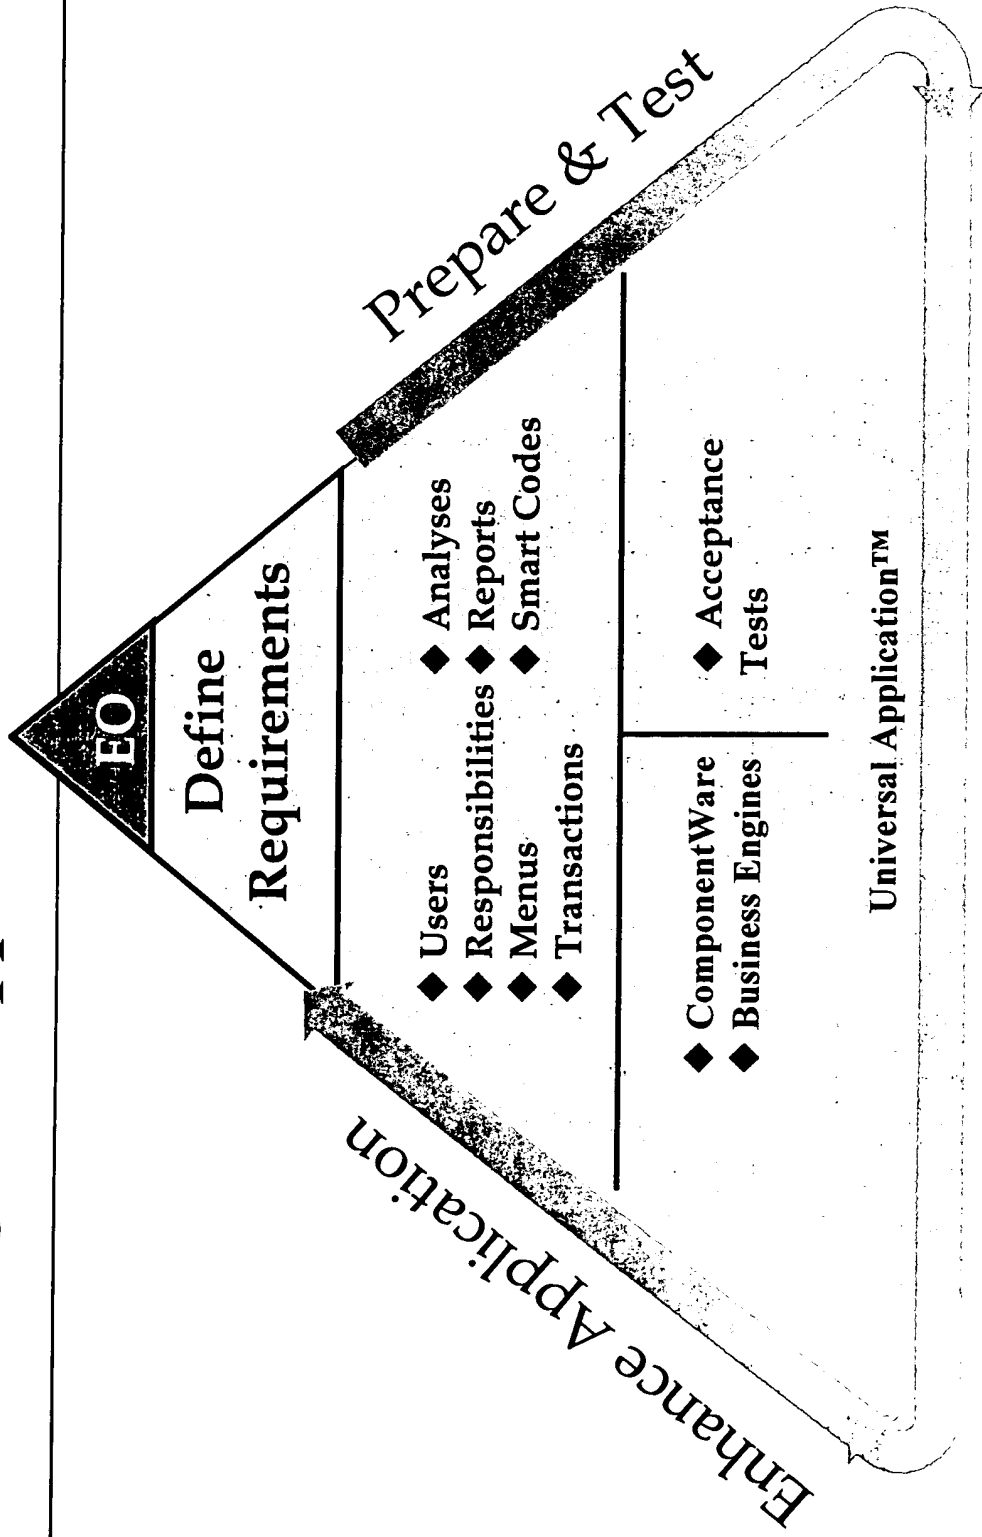 EO
Define
Requirements
Prepare & Test
Enhance Application
◆ Users
◆ Responsibilities
◆ Menus
◆ Transactions
◆ Analyses
◆ Reports
◆ Smart Codes
◆ ComponentWare
◆ Business Engines
◆ Acceptance
Tests
Universal Application™